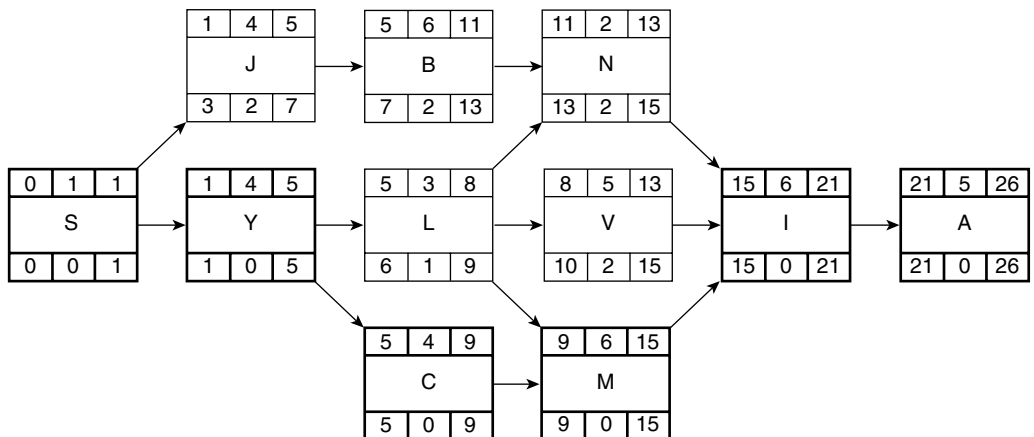 1 4 5
J
3 2 7
5 6 11
B
7 2 13
11 2 13
N
13 2 15
0 1 1
S
0 0 1
1 4 5
Y
1 0 5
5 3 8
L
6 1 9
8 5 13
V
10 2 15
15 6 21
I
15 0 21
21 5 26
A
21 0 26
5 4 9
C
5 0 9
9 6 15
M
9 0 15